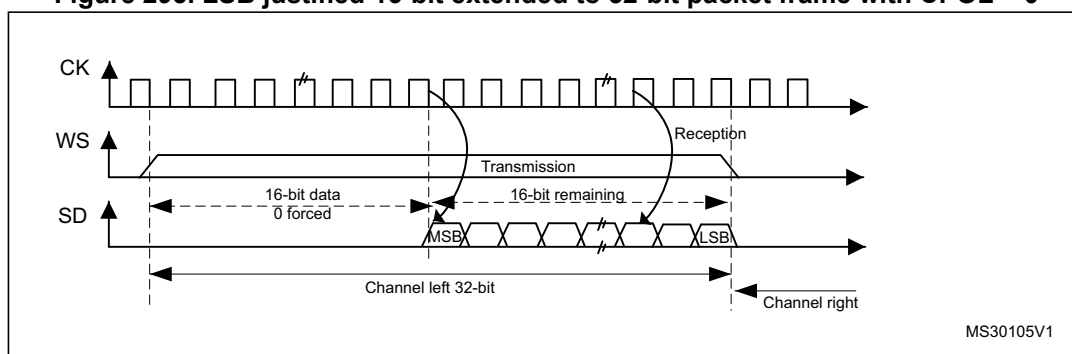 CK
Reception
WS
Transmission
16-bit data
0 forced
16-bit remaining
SD
MSB
LSB
Channel left 32-bit
Channel right
MS30105V1